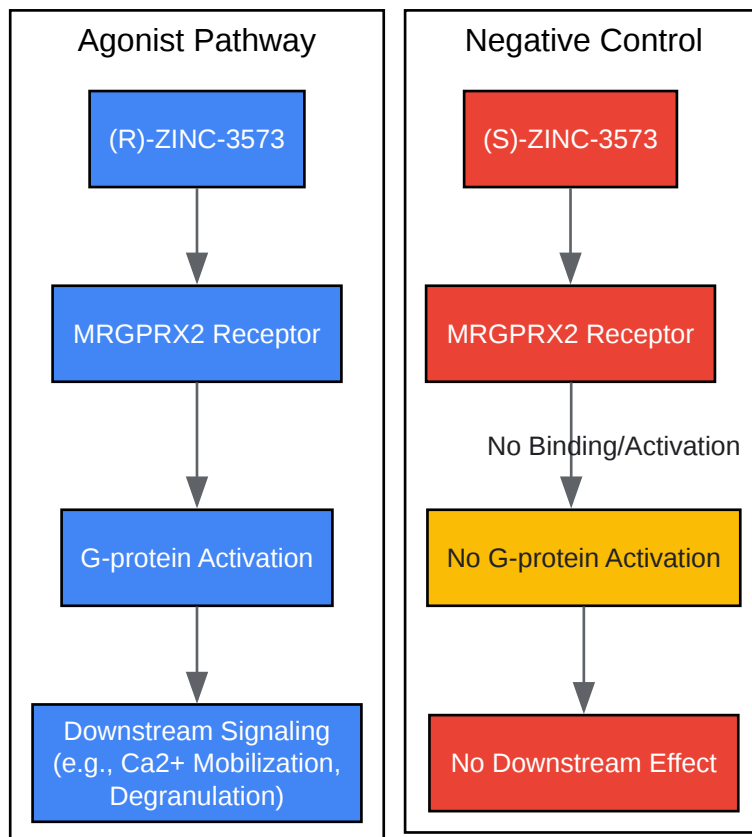 Agonist Pathway
(R)-ZINC-3573
MRGPRX2 Receptor
G-protein Activation
Downstream Signaling
(e.g., Ca2+ Mobilization,
Degranulation)
Negative Control
(S)-ZINC-3573
MRGPRX2 Receptor
No Binding/Activation
No G-protein Activation
No Downstream Effect